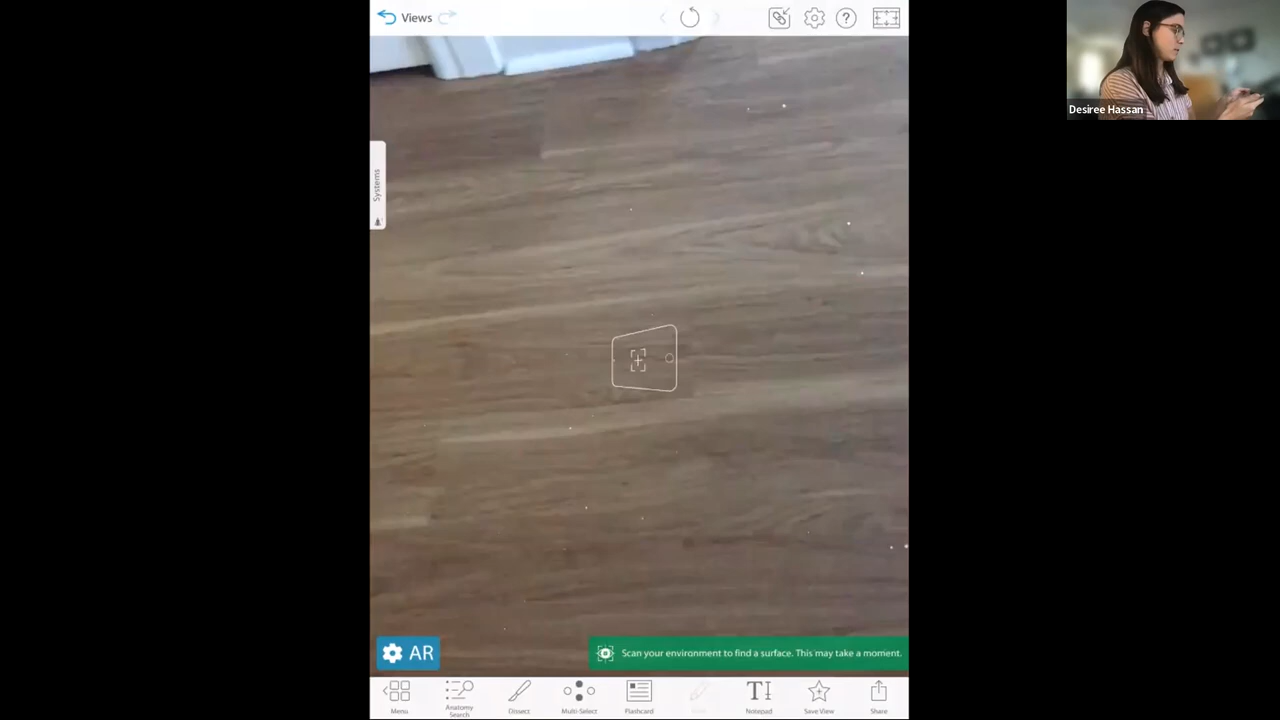 Views
Desiree Hassan
Systems
AR
Scan your environment to find a surface. This may take a moment.
Menu
Anatomy
Search
Dissect
Multi-Select
Flashcard
Notepad
Save View
Share